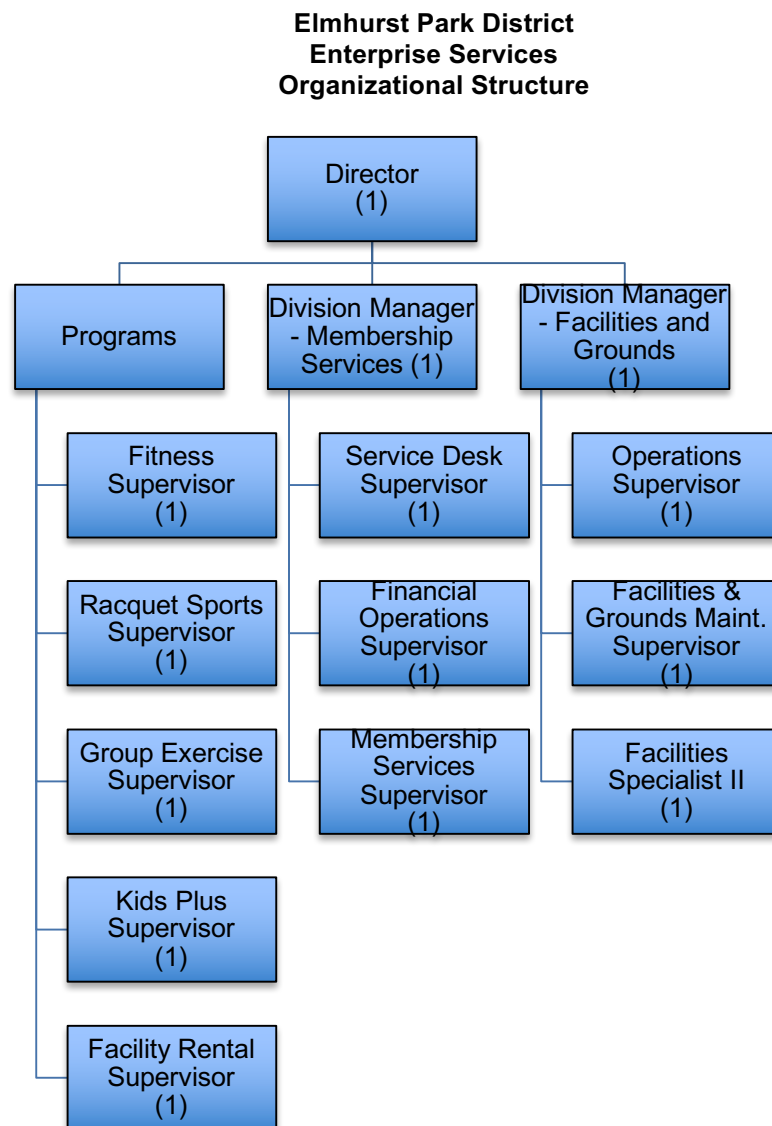 Elmhurst Park District
Enterprise Services
Organizational Structure
Director
(1)
Programs
Division Manager
- Membership
Services (1)
Division Manager
- Facilities and
Grounds
(1)
Fitness
Supervisor
(1)
Service Desk
Supervisor
(1)
Operations
Supervisor
(1)
Racquet Sports
Supervisor
(1)
Financial
Operations
Supervisor
(1)
Facilities &
Grounds Maint.
Supervisor
(1)
Group Exercise
Supervisor
(1)
Membership
Services
Supervisor
(1)
Facilities
Specialist II
(1)
Kids Plus
Supervisor
(1)
Facility Rental
Supervisor
(1)